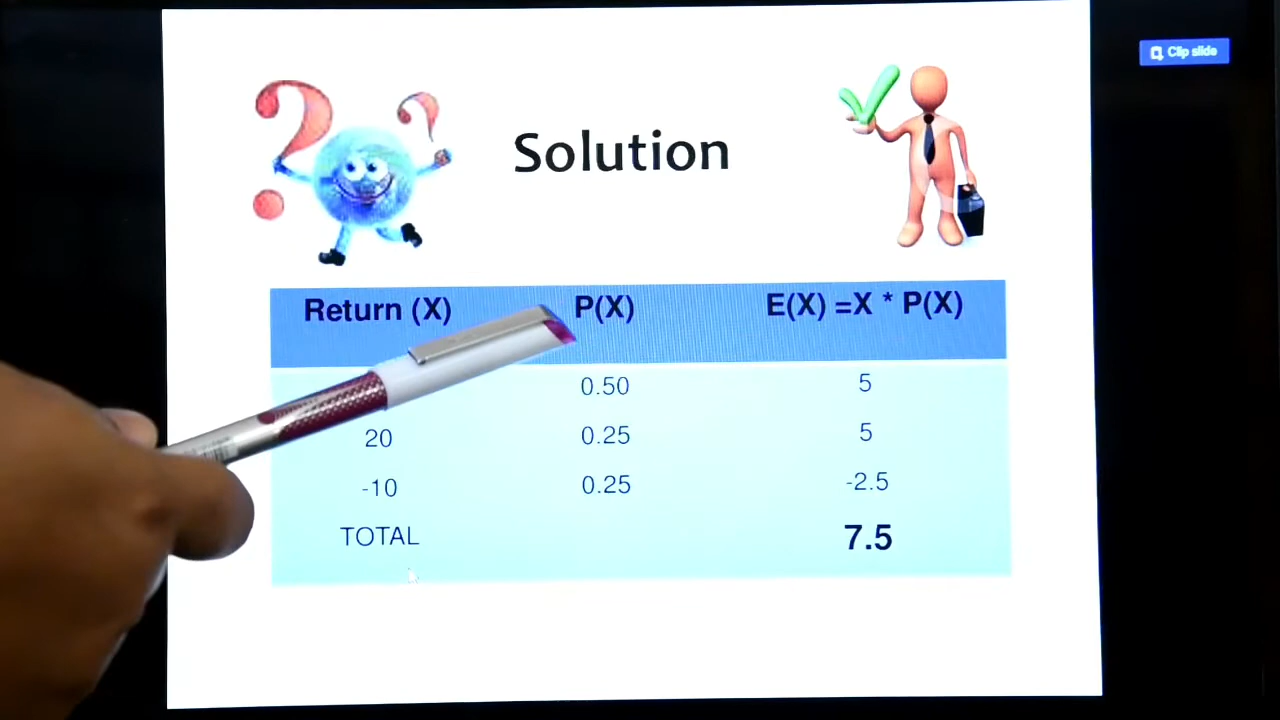 Clip slide
Solution
Return (X) P(X) E(X) =X * P(X)
0.50 5
20 0.25 5
-10 0.25 -2.5
TOTAL 7.5